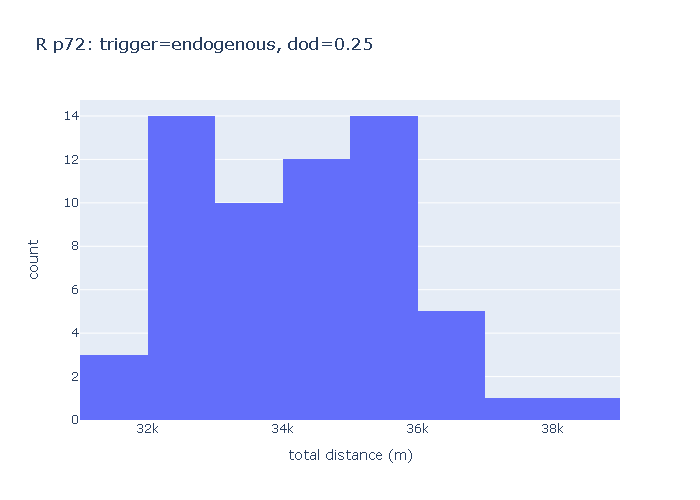 R p72: trigger=endogenous, dod=0.25
14
12
10
8
6
4
2
0
count
32k
34k
36k
38k
total distance (m)